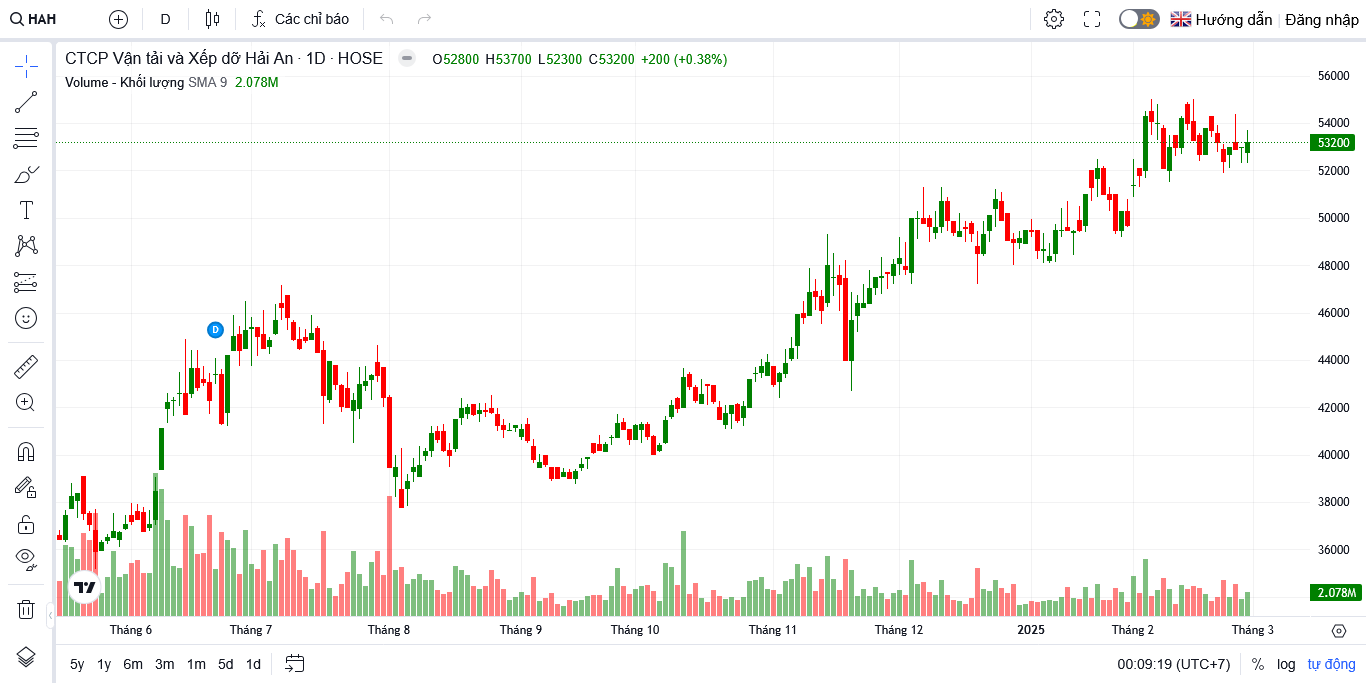 HAH D Các chỉ báo Hướng dẫn Đăng nhập
CTCP Vận tải và Xếp dỡ Hải An · 1D · HOSE O52800 H53700 L52300 C53200 +200 (+0.38%)
Volume - Khối lượng SMA 9 2.078M
56000
54000
53200
52000
50000
48000
46000
D
44000
42000
40000
38000
36000
2.078M
Tháng 6 Tháng 7 Tháng 8 Tháng 9 Tháng 10 Tháng 11 Tháng 12 2025 Tháng 2 Tháng 3
5y 1y 6m 3m 1m 5d 1d 00:09:19 (UTC+7) % log tự động